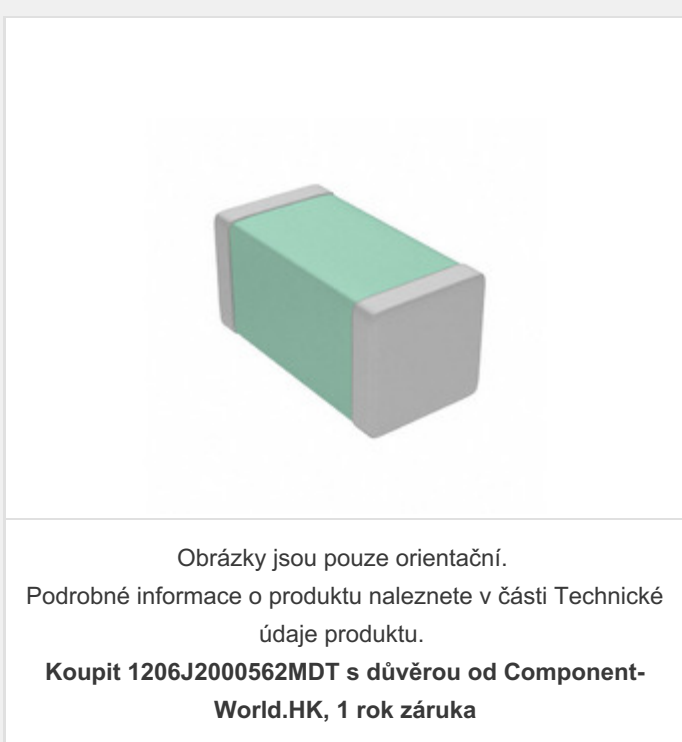 Obrázky jsou pouze orientační.
Podrobné informace o produktu naleznete v části Technické
údaje produktu.
Koupit 1206J2000562MDT s důvěrou od Component-
World.HK, 1 rok záruka